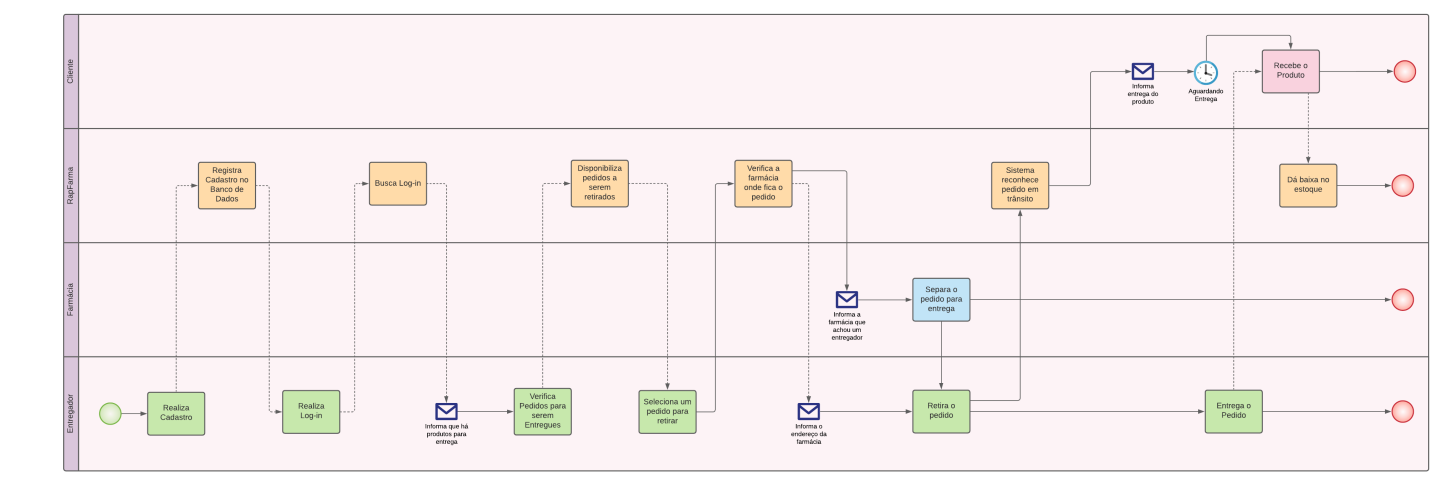 Cliente
Informa
entrega do
produto
Aguardando
Entrega
Recebe o
Produto
RapFarma
Registra
Cadastro no
Banco de
Dados
Busca Log-in
Disponibiliza
pedidos a
serem
retirados
Verifica a
farmácia
onde fica o
pedido
Sistema
reconhece
pedido em
trânsito
Dá baixa no
estoque
Farmácia
Informa a
farmácia que
achou um
entregador
Separa o
pedido para
entrega
Entregador
Realiza
Cadastro
Realiza
Log-in
Informa que há
produtos para
entrega
Verifica
Pedidos para
serem
Entregues
Seleciona um
pedido para
retirar
Informa o
endereço da
farmácia
Retira o
pedido
Entrega o
Pedido